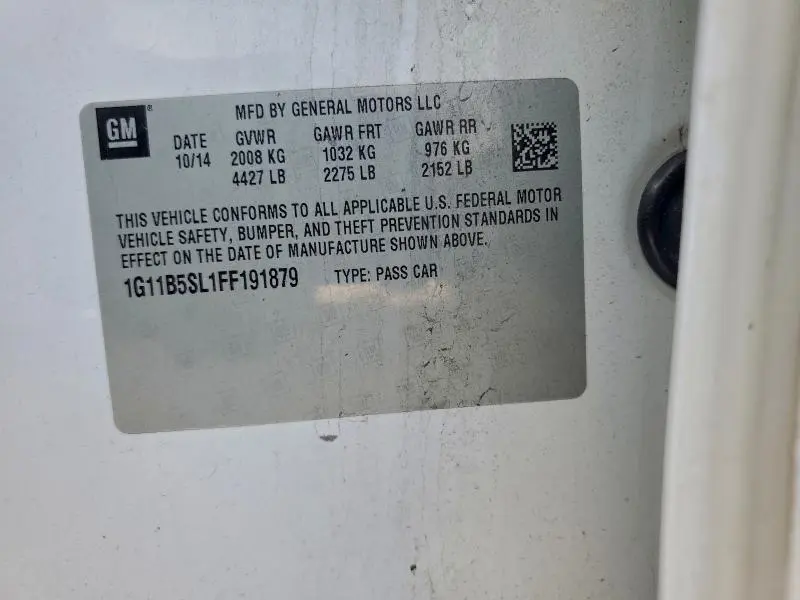 GM ® MFD BY GENERAL MOTORS LLC
DATE GVWR GAWR FRT GAWR RR
10/14 2008 KG 1032 KG 976 KG
4427 LB 2275 LB 2152 LB
THIS VEHICLE CONFORMS TO ALL APPLICABLE U.S. FEDERAL MOTOR
VEHICLE SAFETY, BUMPER, AND THEFT PREVENTION STANDARDS IN
EFFECT ON THE DATE OF MANUFACTURE SHOWN ABOVE.
1G11B5SL1FF191879 TYPE: PASS CAR